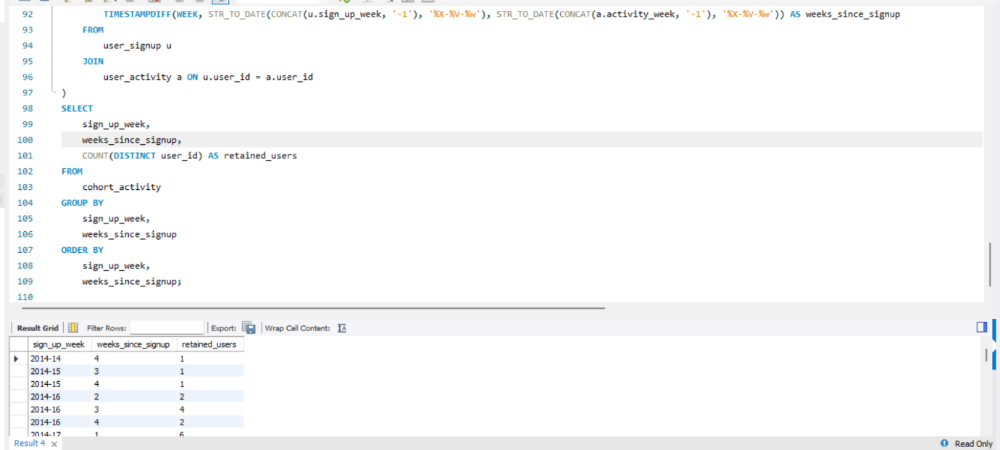 92 TIMESTAMPDIFF(WEEK, STR_TO_DATE(CONCAT(u.sign_up_week, '-1'), '%X-%V-%w'), STR_TO_DATE(CONCAT(a.activity_week, '-1'), '%X-%V-%w')) AS weeks_since_signup
93 FROM
94 user_signup u
95 JOIN
96 user_activity a ON u.user_id = a.user_id
97 )
98 SELECT
99 sign_up_week,
100 weeks_since_signup,
101 COUNT(DISTINCT user_id) AS retained_users
102 FROM
103 cohort_activity
104 GROUP BY
105 sign_up_week,
106 weeks_since_signup
107 ORDER BY
108 sign_up_week,
109 weeks_since_signup;
110
Result Grid Filter Rows: Export: Wrap Cell Content:
sign_up_week weeks_since_signup retained_users
2014-14 4 1
2014-15 3 1
2014-15 4 1
2014-16 2 2
2014-16 3 4
2014-16 4 2
2014-17 1 6
Result 4 Read Only